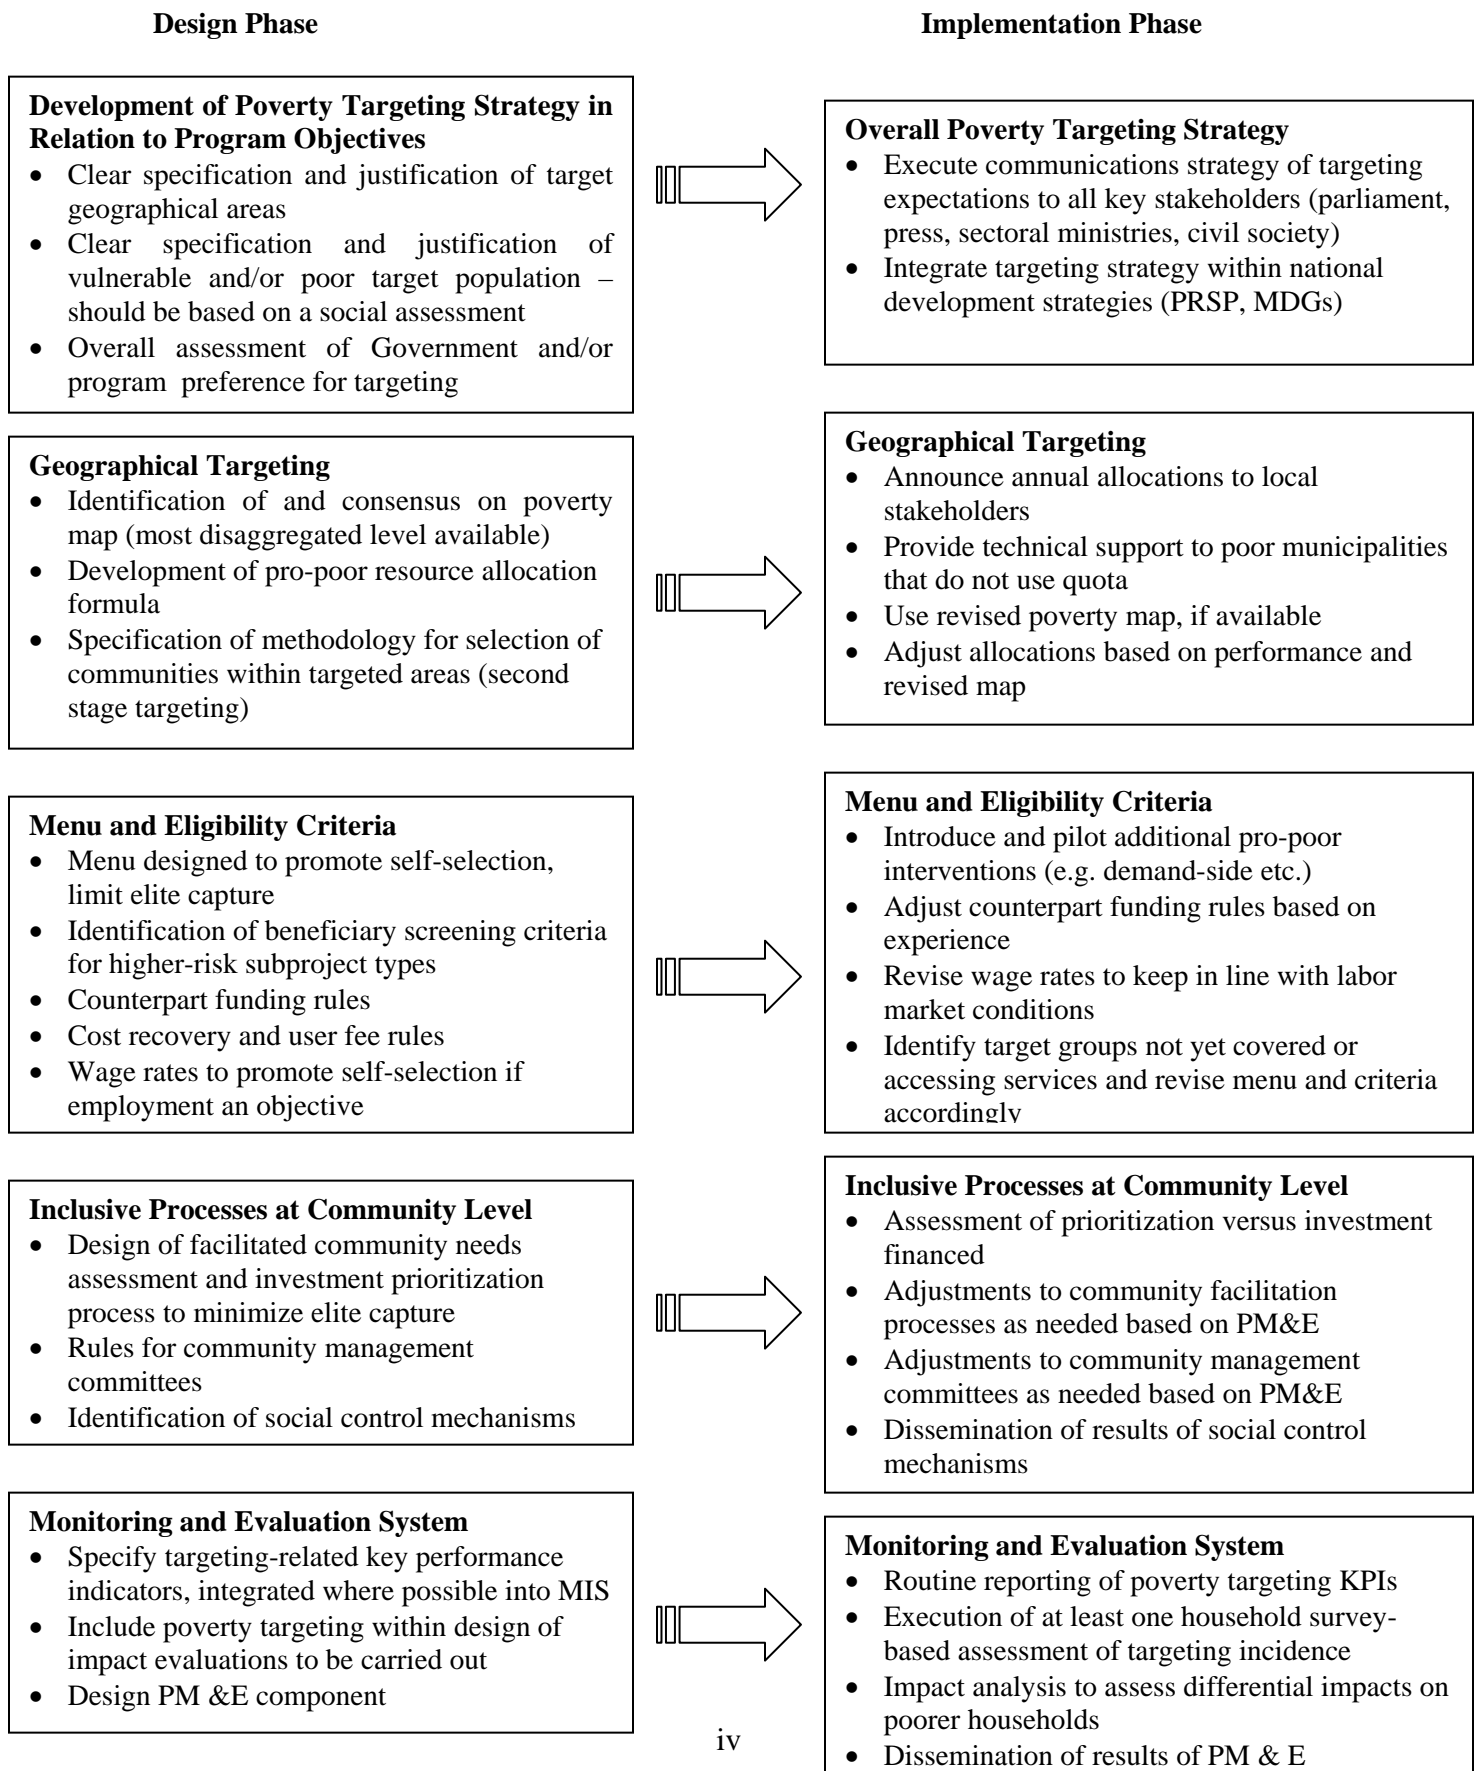 Design Phase
Implementation Phase
Development of Poverty Targeting Strategy in
Relation to Program Objectives
• Clear specification and justification of target
geographical areas
• Clear specification and justification of
vulnerable and/or poor target population –
should be based on a social assessment
• Overall assessment of Government and/or
program preference for targeting
Overall Poverty Targeting Strategy
• Execute communications strategy of targeting
expectations to all key stakeholders (parliament,
press, sectoral ministries, civil society)
• Integrate targeting strategy within national
development strategies (PRSP, MDGs)
Geographical Targeting
• Identification of and consensus on poverty
map (most disaggregated level available)
• Development of pro-poor resource allocation
formula
• Specification of methodology for selection of
communities within targeted areas (second
stage targeting)
Geographical Targeting
• Announce annual allocations to local
stakeholders
• Provide technical support to poor municipalities
that do not use quota
• Use revised poverty map, if available
• Adjust allocations based on performance and
revised map
Menu and Eligibility Criteria
• Menu designed to promote self-selection,
limit elite capture
• Identification of beneficiary screening criteria
for higher-risk subproject types
• Counterpart funding rules
• Cost recovery and user fee rules
• Wage rates to promote self-selection if
employment an objective
Menu and Eligibility Criteria
• Introduce and pilot additional pro-poor
interventions (e.g. demand-side etc.)
• Adjust counterpart funding rules based on
experience
• Revise wage rates to keep in line with labor
market conditions
• Identify target groups not yet covered or
accessing services and revise menu and criteria
accordingly
Inclusive Processes at Community Level
• Design of facilitated community needs
assessment and investment prioritization
process to minimize elite capture
• Rules for community management
committees
• Identification of social control mechanisms
Inclusive Processes at Community Level
• Assessment of prioritization versus investment
financed
• Adjustments to community facilitation
processes as needed based on PM&E
• Adjustments to community management
committees as needed based on PM&E
• Dissemination of results of social control
mechanisms
Monitoring and Evaluation System
• Specify targeting-related key performance
indicators, integrated where possible into MIS
• Include poverty targeting within design of
impact evaluations to be carried out
• Design PM &E component
Monitoring and Evaluation System
• Routine reporting of poverty targeting KPIs
• Execution of at least one household survey-
based assessment of targeting incidence
• Impact analysis to assess differential impacts on
poorer households
• Dissemination of results of PM & E
iv